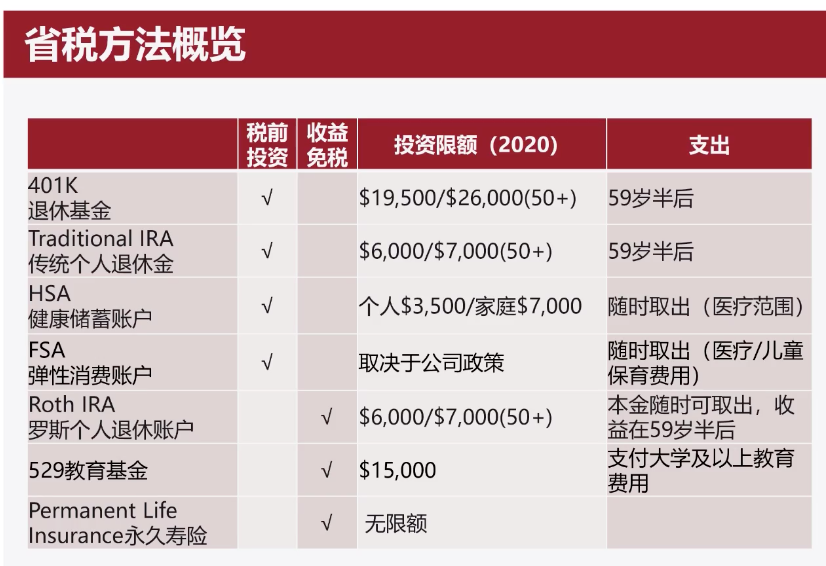 省税方法概览
税前
投资
收益
免税
投资限额（2020）
支出
401K
退休基金
√
$19,500/$26,000(50+)
59岁半后
Traditional IRA
传统个人退休金
√
$6,000/$7,000(50+)
59岁半后
HSA
健康储蓄账户
√
个人$3,500/家庭$7,000
随时取出（医疗范围）
FSA
弹性消费账户
√
取决于公司政策
随时取出（医疗/儿童
保育费用）
Roth IRA
罗斯个人退休账户
√
$6,000/$7,000(50+)
本金随时可取出，收
益在59岁半后
529教育基金
√
$15,000
支付大学及以上教育
费用
Permanent Life
Insurance永久寿险
√
无限额